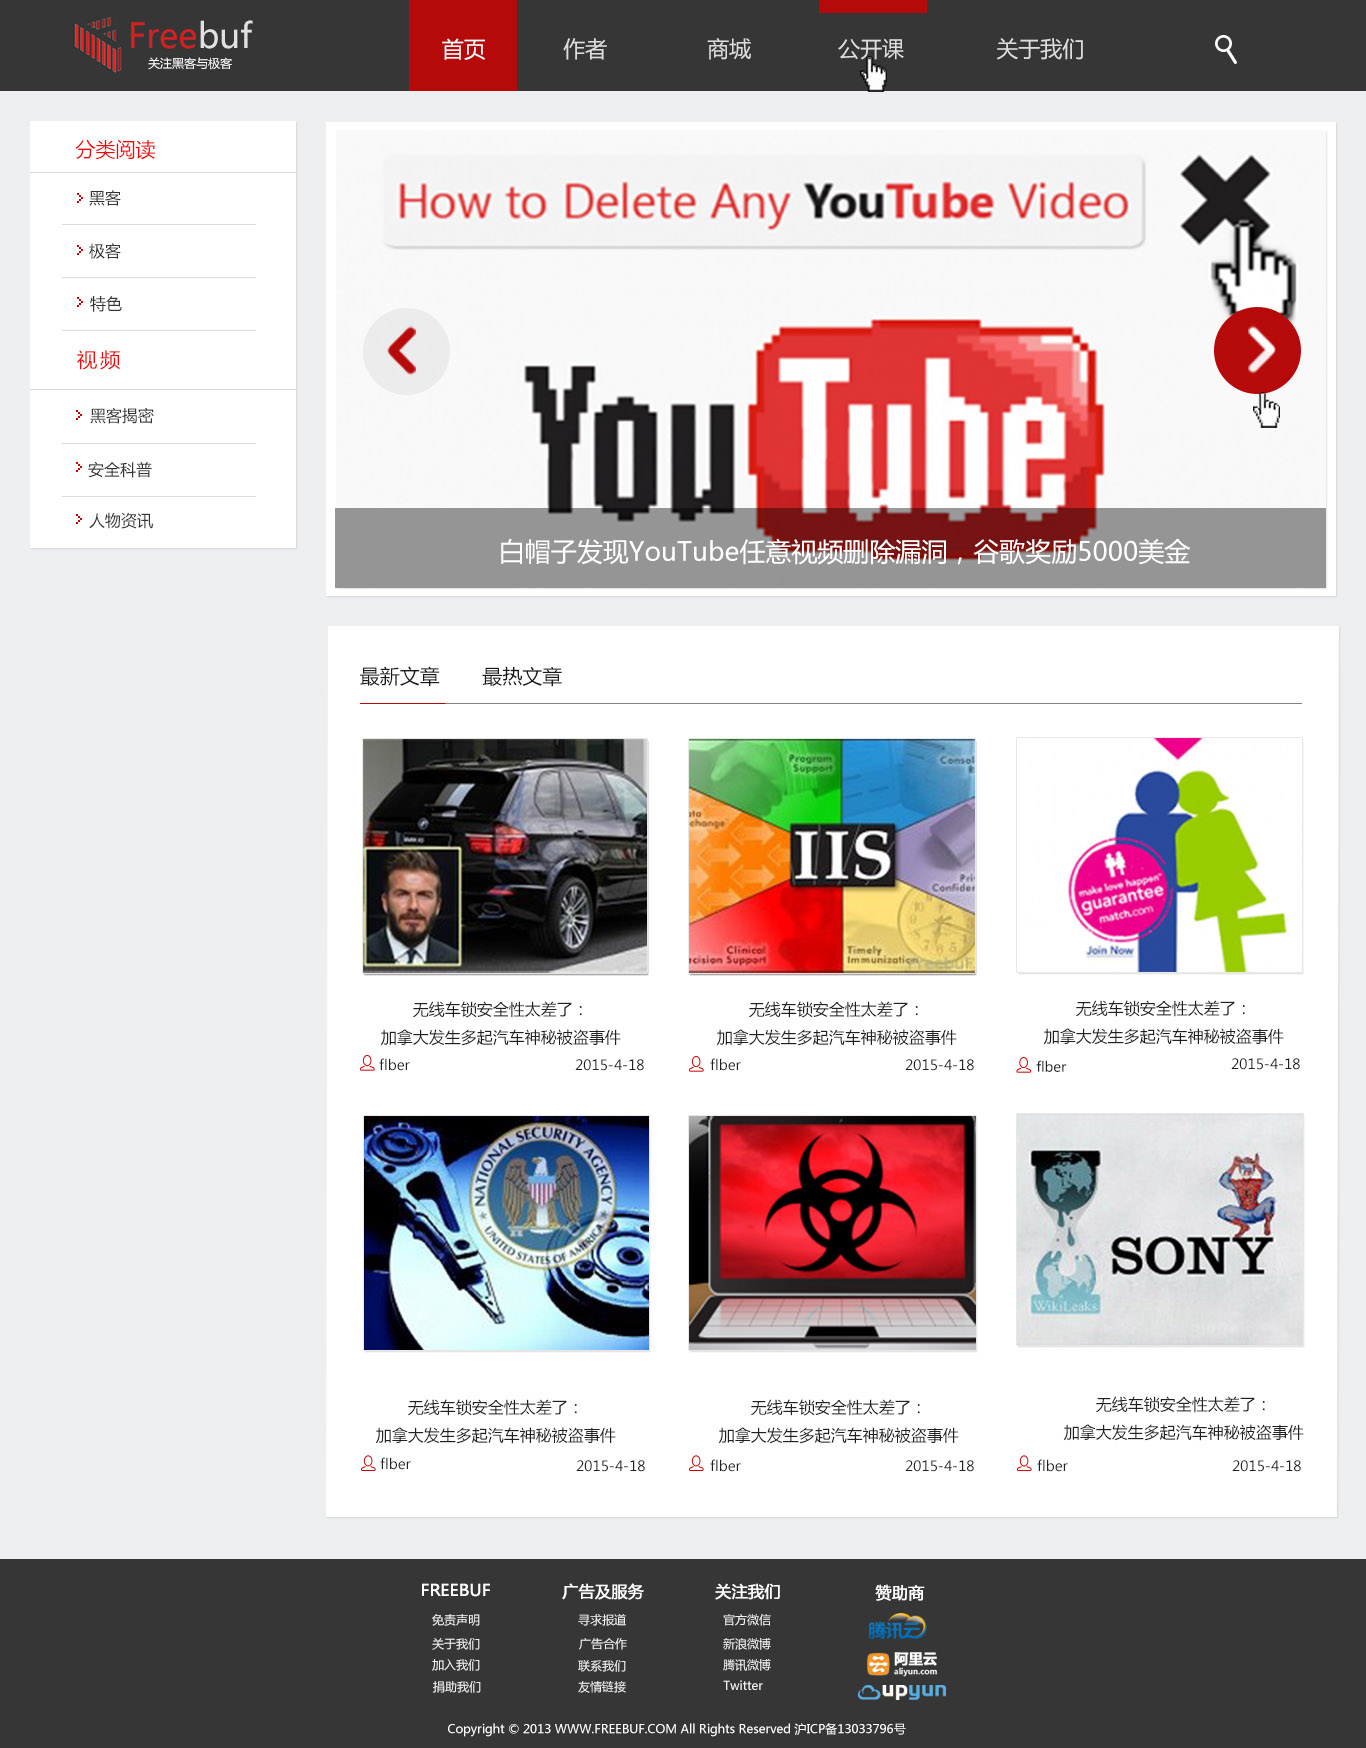 Freebuf
关注黑客与极客
首页 作者 商城 公开课 关于我们
分类阅读
黑客
极客
特色
视频
黑客揭密
安全科普
人物资讯
How to Delete Any YouTube Video
YouTube
白帽子发现YouTube任意视频删除漏洞，谷歌奖励5000美金
最新文章 最热文章
Program
Support
Consol
Data
change
IIS
Confiden
Clinical
cision Support
Timely
Immunization
FreebuF
make love happen™
guarantee
match.com
Join Now
无线车锁安全性太差了：
加拿大发生多起汽车神秘被盗事件
flber 2015-4-18
无线车锁安全性太差了：
加拿大发生多起汽车神秘被盗事件
flber 2015-4-18
无线车锁安全性太差了：
加拿大发生多起汽车神秘被盗事件
flber 2015-4-18
NATIONAL SECURITY AGENCY
UNITED STATES OF AMERICA
WikiLeaks
SONY
无线车锁安全性太差了：
加拿大发生多起汽车神秘被盗事件
flber 2015-4-18
无线车锁安全性太差了：
加拿大发生多起汽车神秘被盗事件
flber 2015-4-18
无线车锁安全性太差了：
加拿大发生多起汽车神秘被盗事件
flber 2015-4-18
FREEBUF
免责声明
关于我们
加入我们
捐助我们
广告及服务
寻求报道
广告合作
联系我们
友情链接
关注我们
官方微信
新浪微博
腾讯微博
Twitter
赞助商
腾讯云
阿里云
aliyun.com
upyun
Copyright © 2013 WWW.FREEBUF.COM All Rights Reserved 沪ICP备13033796号